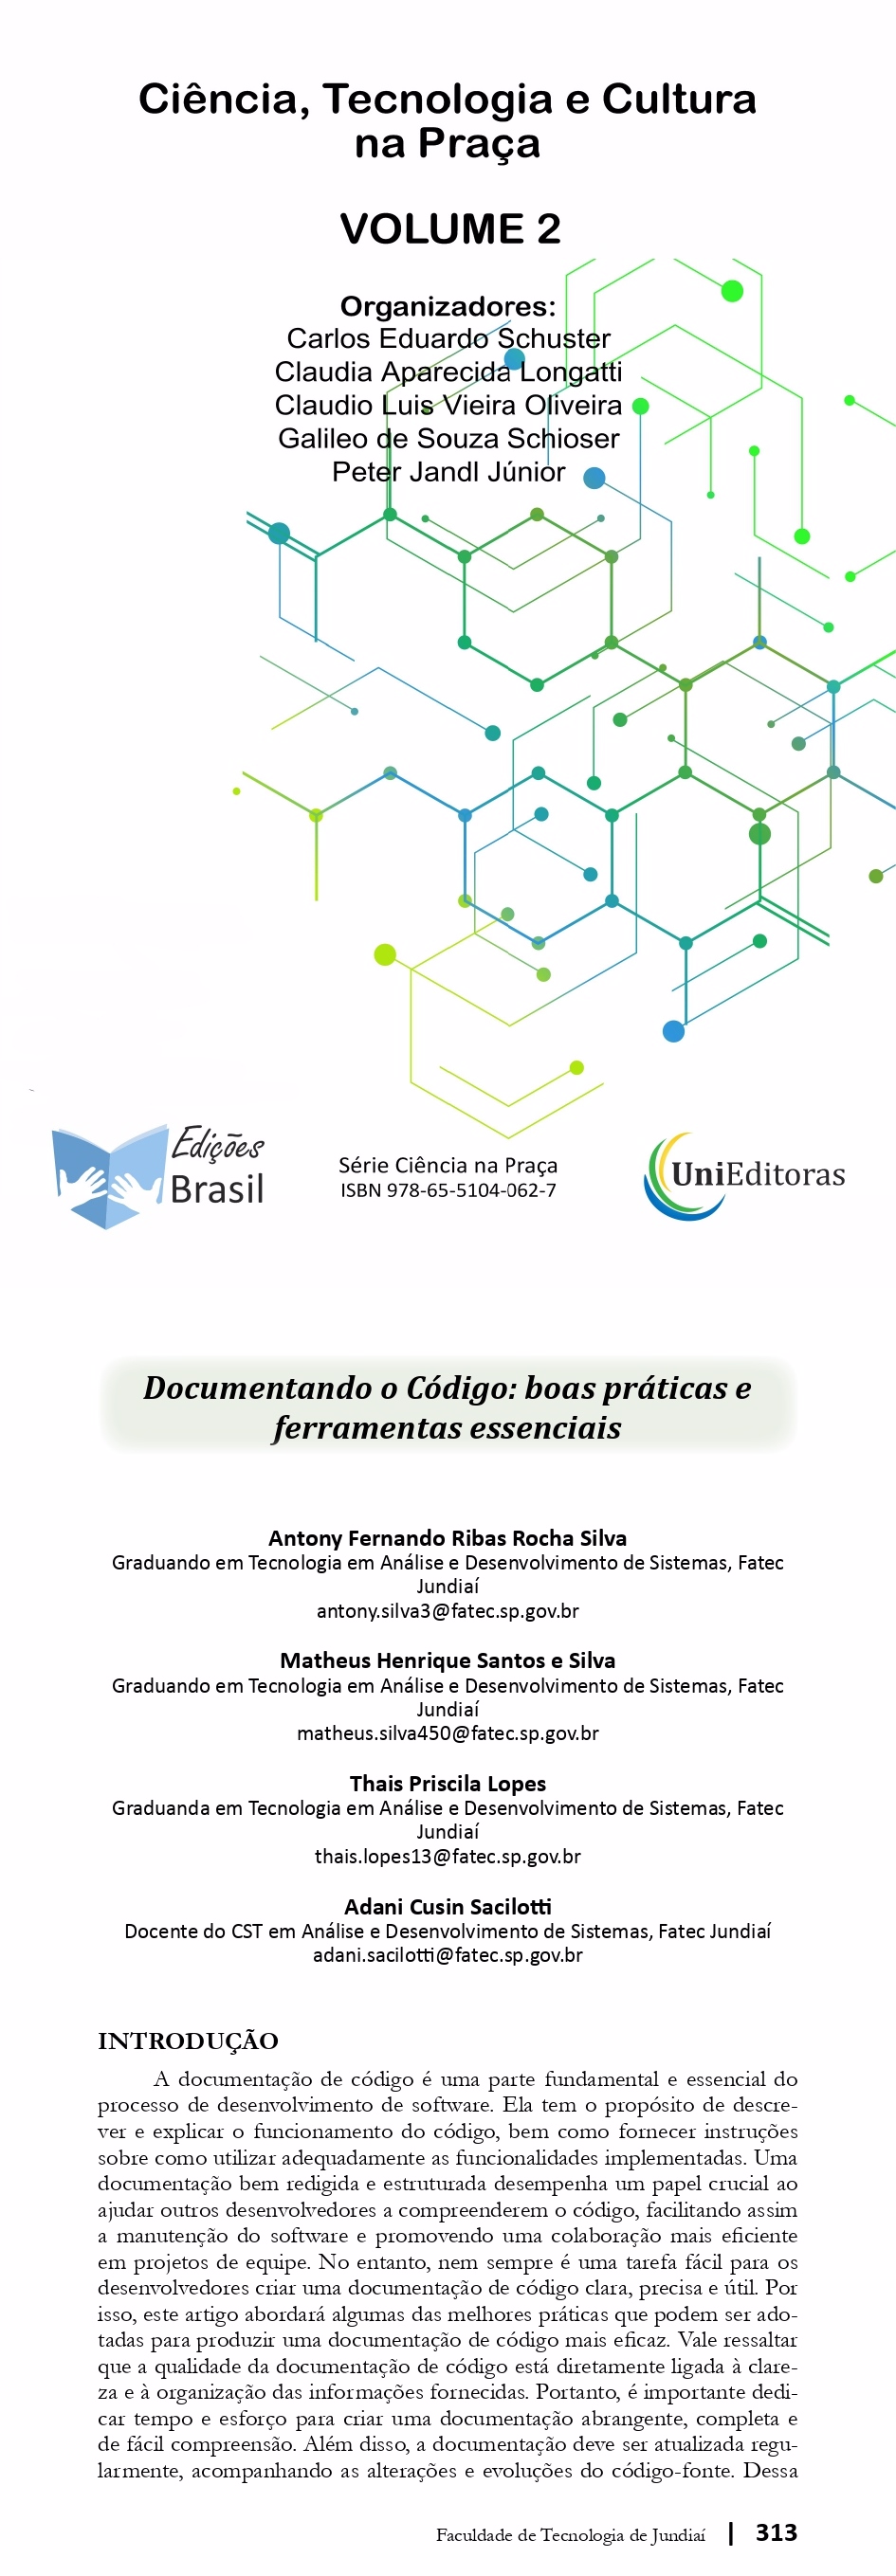 Ciência, Tecnologia e Cultura
na Praça
VOLUME 2
Organizadores:
Carlos Eduardo Schuster
Claudia Aparecida Longatti
Claudio Luis Vieira Oliveira
Galileo de Souza Schioser
Peter Jandl Júnior
Edições
Brasil
Série Ciência na Praça
ISBN 978-65-5104-062-7
UniEditoras
Documentando o Código: boas práticas e
ferramentas essenciais
Antony Fernando Ribas Rocha Silva
Graduando em Tecnologia em Análise e Desenvolvimento de Sistemas, Fatec
Jundiaí
antony.silva3@fatec.sp.gov.br
Matheus Henrique Santos e Silva
Graduando em Tecnologia em Análise e Desenvolvimento de Sistemas, Fatec
Jundiaí
matheus.silva450@fatec.sp.gov.br
Thais Priscila Lopes
Graduanda em Tecnologia em Análise e Desenvolvimento de Sistemas, Fatec
Jundiaí
thais.lopes13@fatec.sp.gov.br
Adani Cusin Sacilotti
Docente do CST em Análise e Desenvolvimento de Sistemas, Fatec Jundiaí
adani.sacilotti@fatec.sp.gov.br
INTRODUÇÃO
A documentação de código é uma parte fundamental e essencial do
processo de desenvolvimento de software. Ela tem o propósito de descre-
ver e explicar o funcionamento do código, bem como fornecer instruções
sobre como utilizar adequadamente as funcionalidades implementadas. Uma
documentação bem redigida e estruturada desempenha um papel crucial ao
ajudar outros desenvolvedores a compreenderem o código, facilitando assim
a manutenção do software e promovendo uma colaboração mais eficiente
em projetos de equipe. No entanto, nem sempre é uma tarefa fácil para os
desenvolvedores criar uma documentação de código clara, precisa e útil. Por
isso, este artigo abordará algumas das melhores práticas que podem ser ado-
tadas para produzir uma documentação de código mais eficaz. Vale ressaltar
que a qualidade da documentação de código está diretamente ligada à clare-
za e à organização das informações fornecidas. Portanto, é importante dedi-
car tempo e esforço para criar uma documentação abrangente, completa e
de fácil compreensão. Além disso, a documentação deve ser atualizada regu-
larmente, acompanhando as alterações e evoluções do código-fonte. Dessa
Faculdade de Tecnologia de Jundiaí | 313